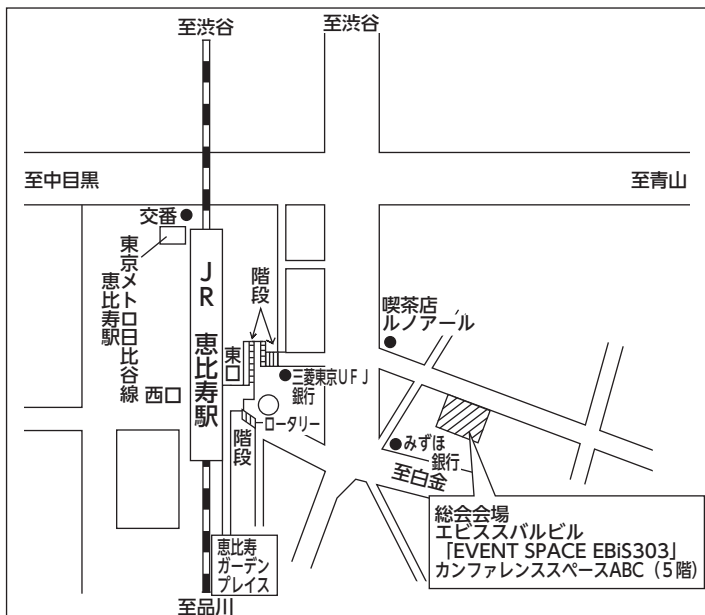 至渋谷
至渋谷
至中目黒
至青山
交番
東京メトロ日比谷線
恵比寿駅
JR 恵比寿駅
階段
東口
西口
喫茶店
ルノアール
三菱東京UFJ
銀行
ロータリー
階段
みずほ
銀行
至白金
恵比寿
ガーデン
プレイス
総会会場
エビススバルビル
「EVENT SPACE EBiS303」
カンファレンススペースABC（5階）
至品川